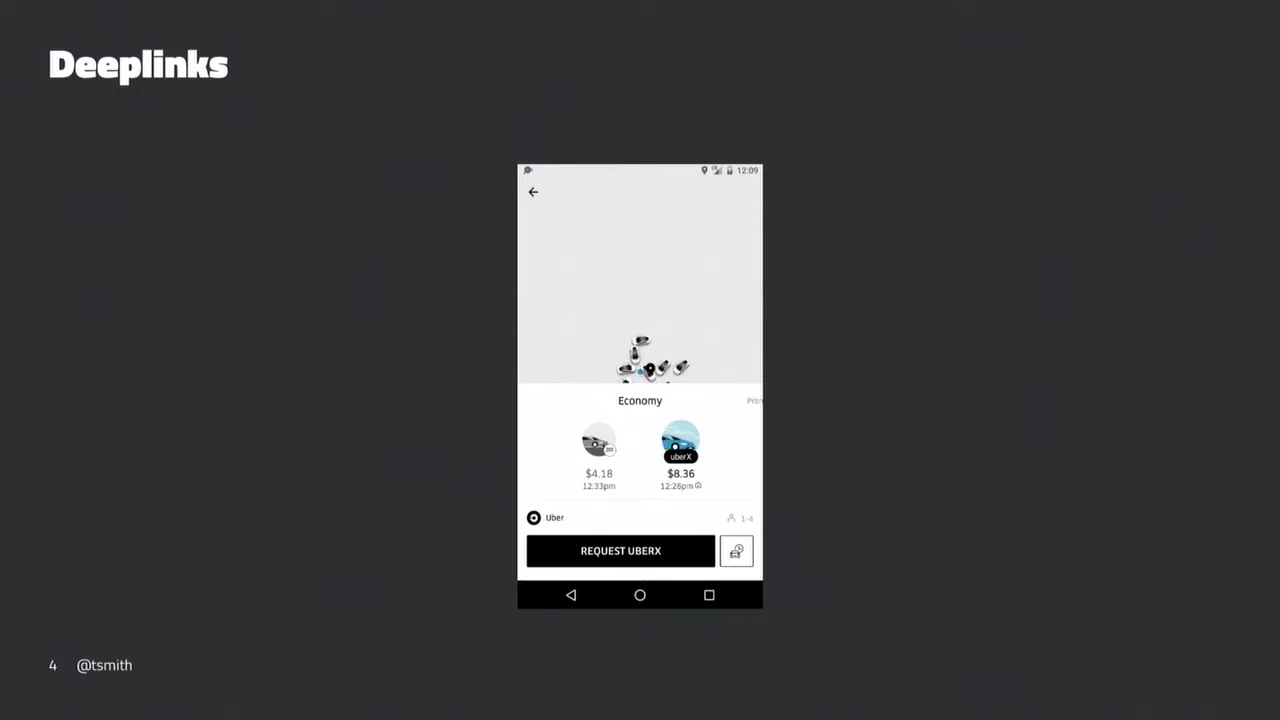 Deeplinks
12:09
Economy
Prem
uberX
$4.18
$8.36
12:33pm
12:26pm
Uber
1-4
REQUEST UBERX
4 @tsmith